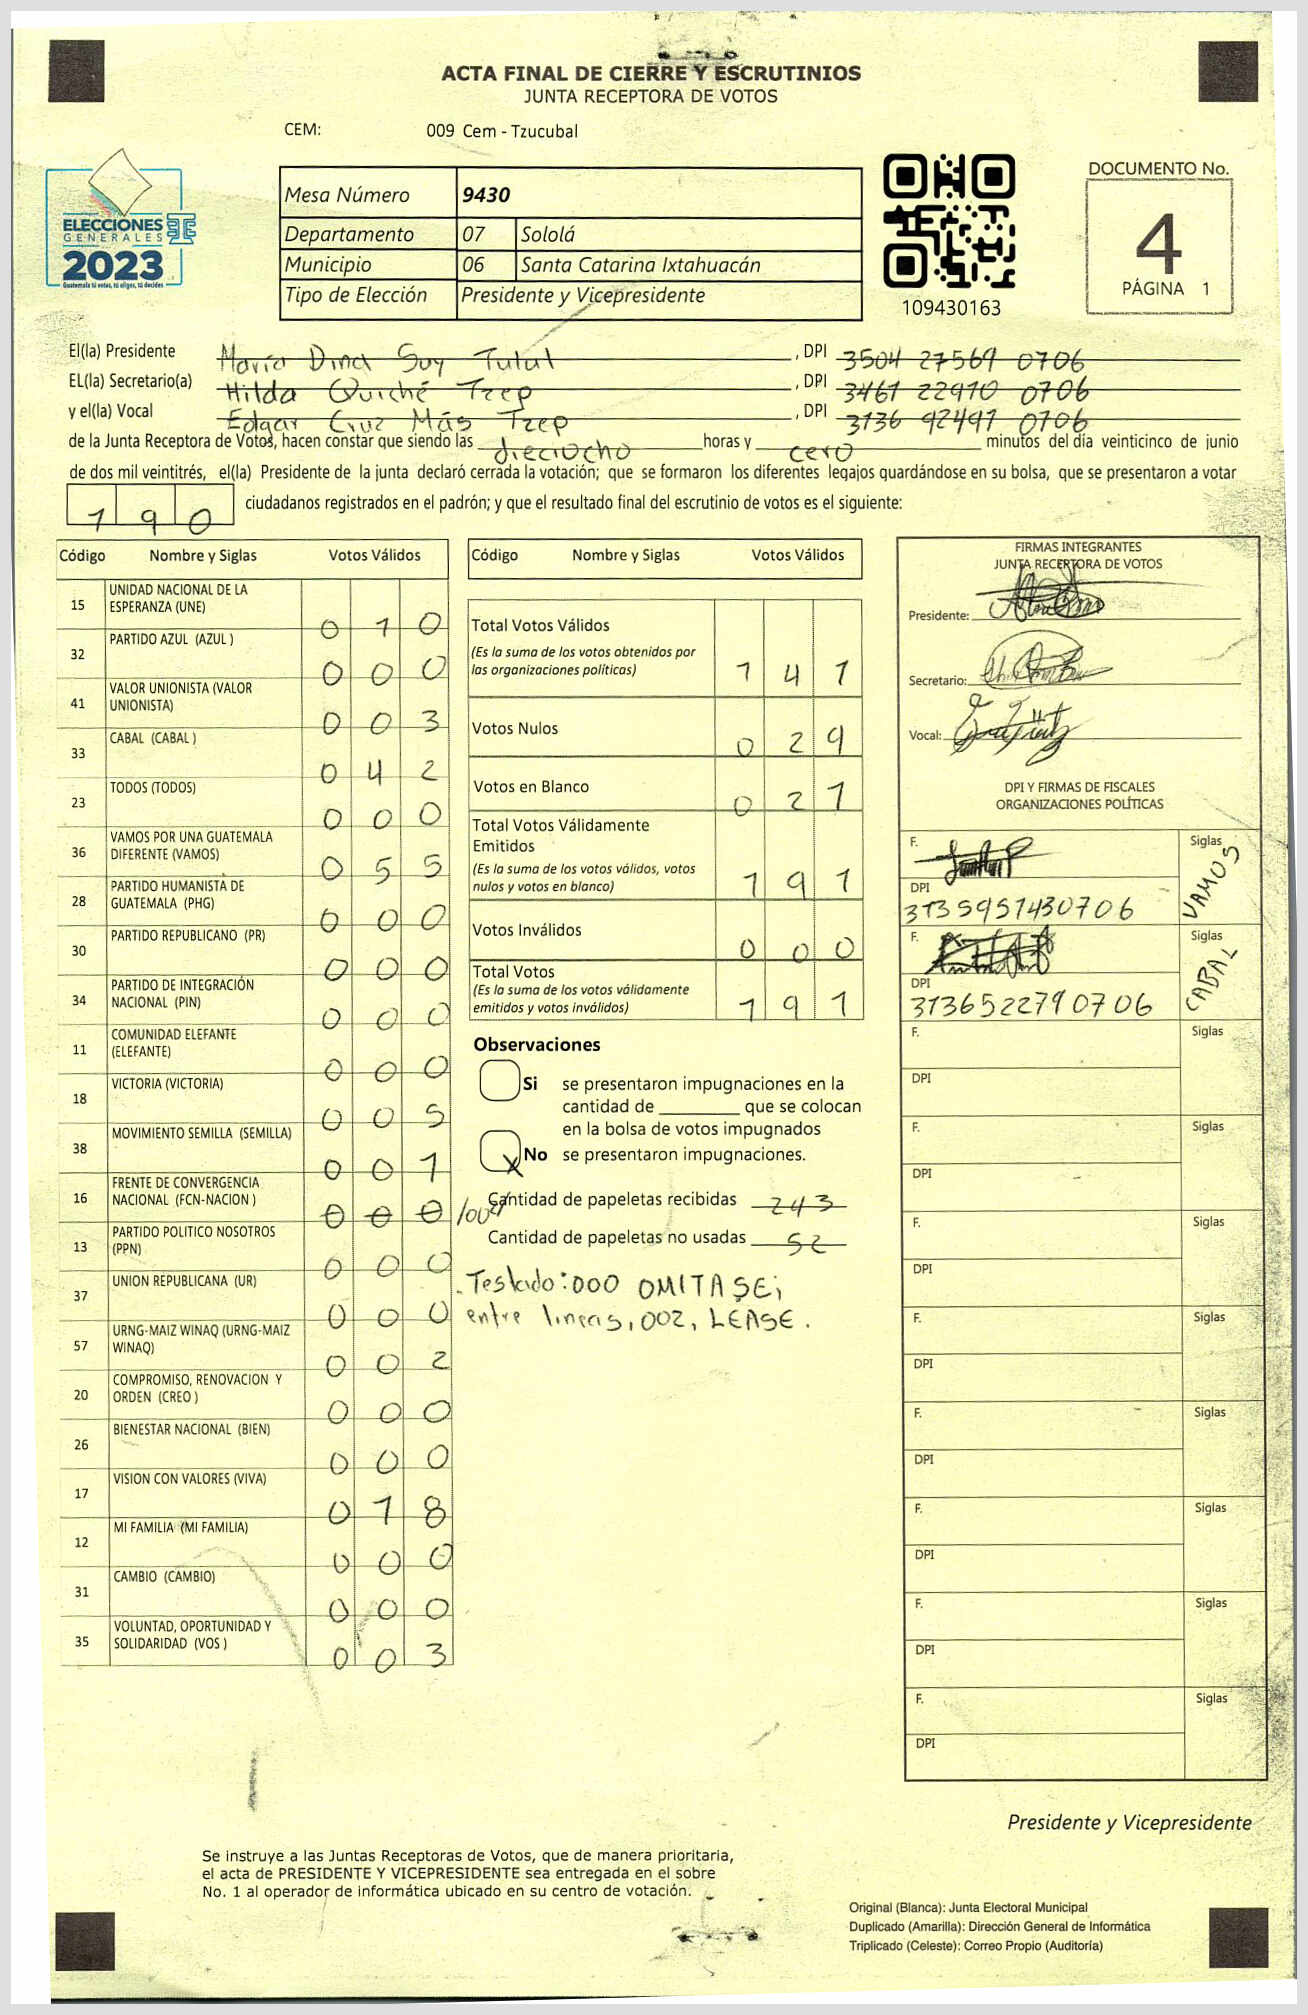 ACTA FINAL DE CIERRE Y ESCRUTINIOS
JUNTA RECEPTORA DE VOTOS
CEM: 009 Cem - Tzucubal
ELECCIONES
GENERALES
2023
Guatemala tú votas, tú eliges, tú decides
Mesa Número 9430
Departamento 07 Sololá
Municipio 06 Santa Catarina Ixtahuacán
Tipo de Elección Presidente y Vicepresidente
109430163
DOCUMENTO No.
4
PÁGINA 1
El(la) Presidente María Dina Suy Tulul, DPI 3504 27569 0706
EL(la) Secretario(a) Hilda Quiché Tzep, DPI 3461 22970 0706
y el(la) Vocal Edgar Cruz Más Tzep, DPI 3136 92497 0706
de la Junta Receptora de Votos, hacen constar que siendo las dieciocho horas y cero minutos del día veinticinco de junio
de dos mil veintitrés, el(la) Presidente de la junta declaró cerrada la votación; que se formaron los diferentes legajos quardándose en su bolsa, que se presentaron a votar
190 ciudadanos registrados en el padrón; y que el resultado final del escrutinio de votos es el siguiente:
Código Nombre y Siglas Votos Válidos
15 UNIDAD NACIONAL DE LA
ESPERANZA (UNE) 0 1 0
32 PARTIDO AZUL (AZUL ) 0 0 0
41 VALOR UNIONISTA (VALOR
UNIONISTA) 0 0 3
33 CABAL (CABAL ) 0 4 2
23 TODOS (TODOS) 0 0 0
36 VAMOS POR UNA GUATEMALA
DIFERENTE (VAMOS) 0 5 5
28 PARTIDO HUMANISTA DE
GUATEMALA (PHG) 0 0 0
30 PARTIDO REPUBLICANO (PR) 0 0 0
34 PARTIDO DE INTEGRACIÓN
NACIONAL (PIN) 0 0 0
11 COMUNIDAD ELEFANTE
(ELEFANTE) 0 0 0
18 VICTORIA (VICTORIA) 0 0 5
38 MOVIMIENTO SEMILLA (SEMILLA) 0 0 1
16 FRENTE DE CONVERGENCIA
NACIONAL (FCN-NACION ) 0 0 0
13 PARTIDO POLITICO NOSOTROS
(PPN) 0 0 0
37 UNION REPUBLICANA (UR) 0 0 0
57 URNG-MAIZ WINAQ (URNG-MAIZ
WINAQ) 0 0 2
20 COMPROMISO, RENOVACION Y
ORDEN (CREO ) 0 0 0
26 BIENESTAR NACIONAL (BIEN) 0 0 0
17 VISION CON VALORES (VIVA) 0 1 8
12 MI FAMILIA (MI FAMILIA) 0 0 0
31 CAMBIO (CAMBIO) 0 0 0
35 VOLUNTAD, OPORTUNIDAD Y
SOLIDARIDAD (VOS ) 0 0 3
Código Nombre y Siglas Votos Válidos
Total Votos Válidos
(Es la suma de los votos obtenidos por
las organizaciones politicas) 1 4 1
Votos Nulos 0 2 9
Votos en Blanco 0 2 1
Total Votos Válidamente
Emitidos
(Es la suma de los votos válidos, votos
nulos y votos en blanco) 1 9 1
Votos Inválidos 0 0 0
Total Votos
(Es la suma de los votos válidamente
emitidos y votos inválidos) 1 9 1
Observaciones
Si se presentaron impugnaciones en la
cantidad de ________ que se colocan
en la bolsa de votos impugnados
X No se presentaron impugnaciones.
Cantidad de papeletas recibidas 243
Cantidad de papeletas no usadas 52
Testado: 000 OMITASE;
entre lineas, 002, LEASE.
FIRMAS INTEGRANTES
JUNTA RECEPTORA DE VOTOS
Presidente:
Secretario:
Vocal:
DPI Y FIRMAS DE FISCALES
ORGANIZACIONES POLÍTICAS
F. Siglas VAMOS
DPI
3135951430706
F. Siglas CABAL
DPI
3136522790706
F. Siglas
DPI
F. Siglas
DPI
F. Siglas
DPI
F. Siglas
DPI
F. Siglas
DPI
F. Siglas
DPI
F. Siglas
DPI
F. Siglas
DPI
Presidente y Vicepresidente
Se instruye a las Juntas Receptoras de Votos, que de manera prioritaria,
el acta de PRESIDENTE Y VICEPRESIDENTE sea entregada en el sobre
No. 1 al operador de informática ubicado en su centro de votación.
Original (Blanca): Junta Electoral Municipal
Duplicado (Amarilla): Dirección General de Informática
Triplicado (Celeste): Correo Propio (Auditoría)